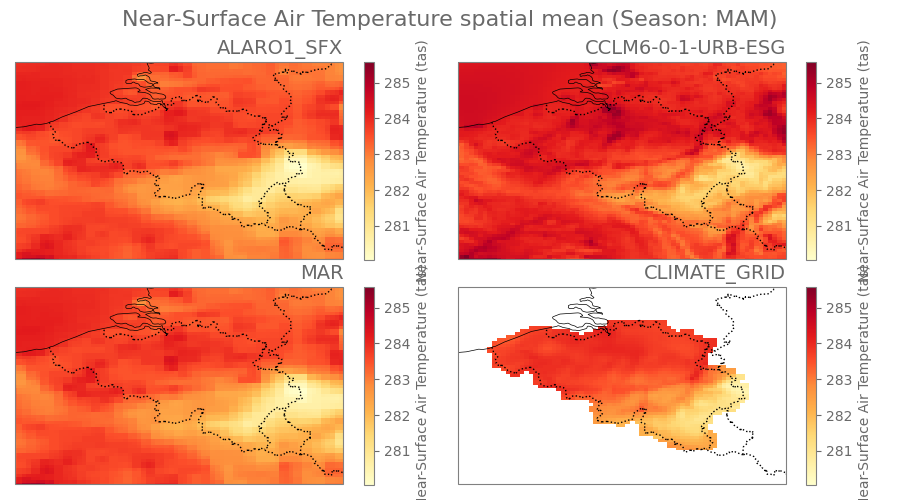 Near-Surface Air Temperature spatial mean (Season: MAM)
ALARO1_SFX
CCLM6-0-1-URB-ESG
285
284
283
282
281
Near-Surface Air Temperature (tas)
285
284
283
282
281
Near-Surface Air Temperature (tas)
MAR
CLIMATE_GRID
285
284
283
282
281
Near-Surface Air Temperature (tas)
285
284
283
282
281
Near-Surface Air Temperature (tas)